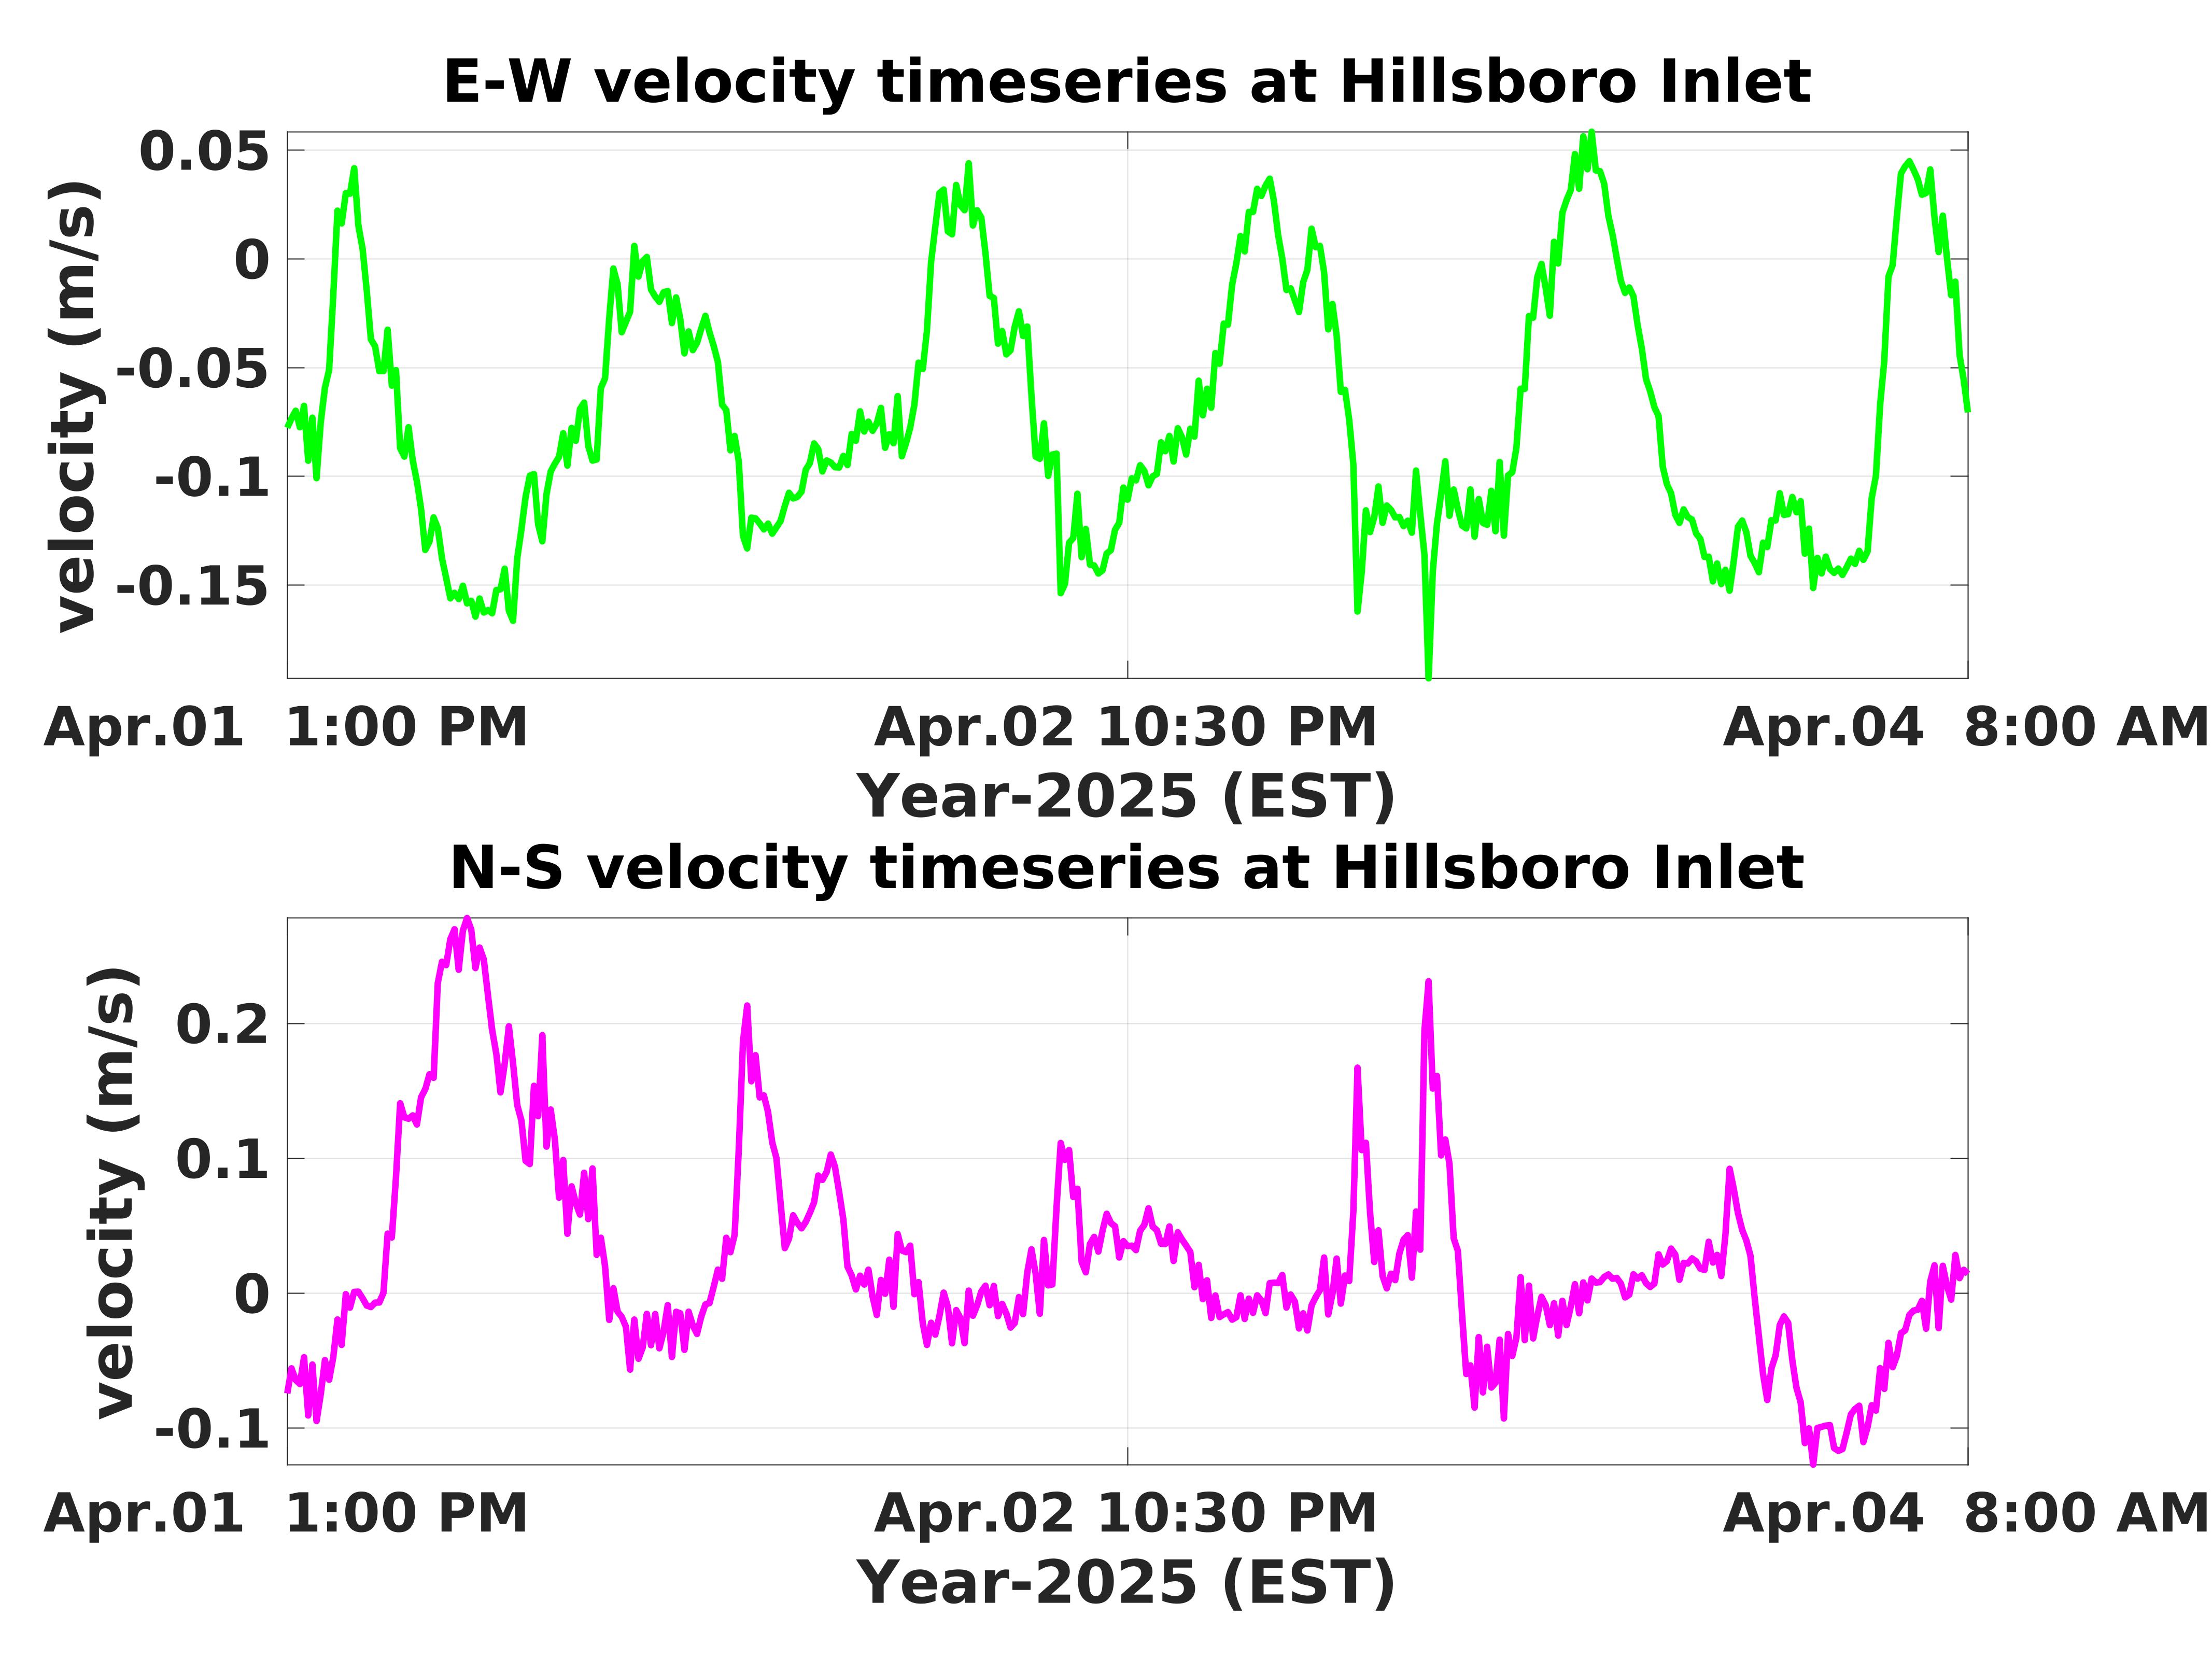 E-W velocity timeseries at Hillsboro Inlet
velocity (m/s)
0.05
0
-0.05
-0.1
-0.15
Apr.01 1:00 PM
Apr.02 10:30 PM
Apr.04 8:00 AM
Year-2025 (EST)
N-S velocity timeseries at Hillsboro Inlet
velocity (m/s)
0.2
0.1
0
-0.1
Apr.01 1:00 PM
Apr.02 10:30 PM
Apr.04 8:00 AM
Year-2025 (EST)